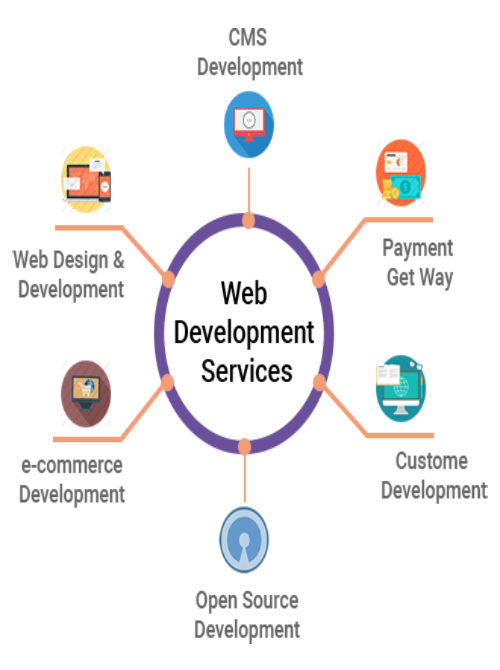 CMS
Development
Web Design &
Development
Payment
Get Way
Web
Development
Services
e-commerce
Development
Custome
Development
Open Source
Development